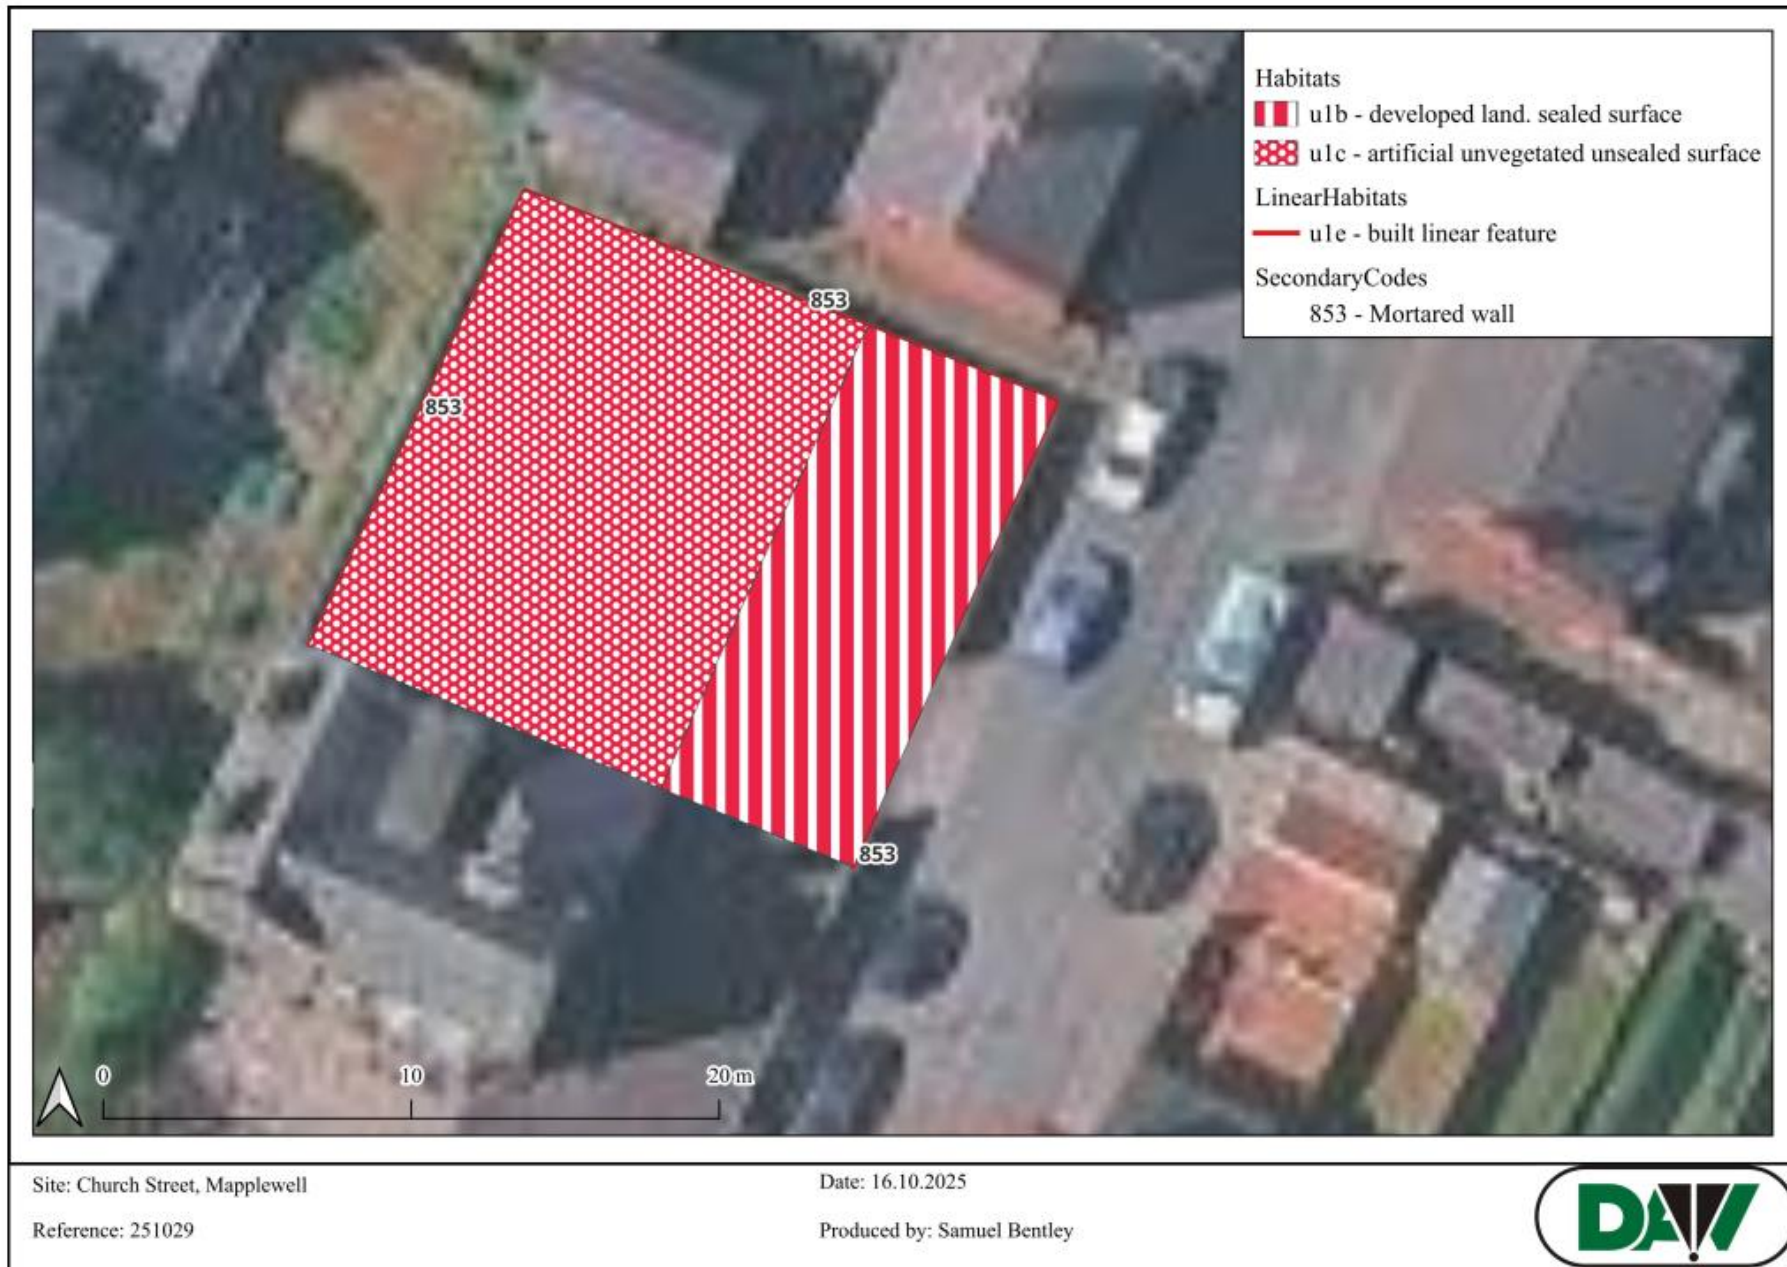 Habitats
u1b - developed land. sealed surface
u1c - artificial unvegetated unsealed surface
LinearHabitats
u1e - built linear feature
SecondaryCodes
853 - Mortared wall
853
853
853
0 10 20 m
Site: Church Street, Mapplewell
Date: 16.10.2025
Reference: 251029
Produced by: Samuel Bentley
DAW